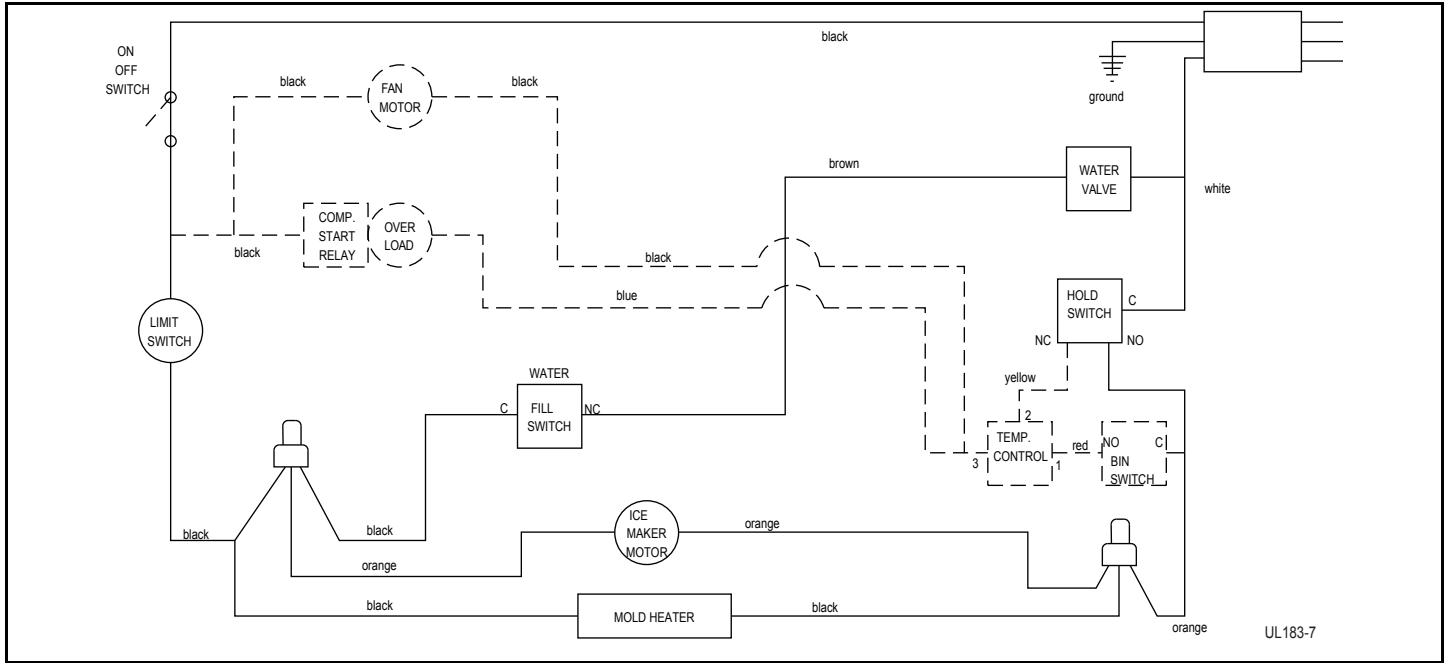 black
ON
OFF
SWITCH
black
FAN
MOTOR
black
ground
brown
WATER
VALVE
white
COMP.
START
RELAY
OVER
LOAD
black
black
blue
HOLD
SWITCH
C
LIMIT
SWITCH
NC
NO
WATER
yellow
C
FILL
SWITCH
NC
2
TEMP.
CONTROL
3
1
red
NO
C
BIN
SWITCH
black
black
orange
ICE
MAKER
MOTOR
orange
black
MOLD HEATER
black
orange
UL183-7